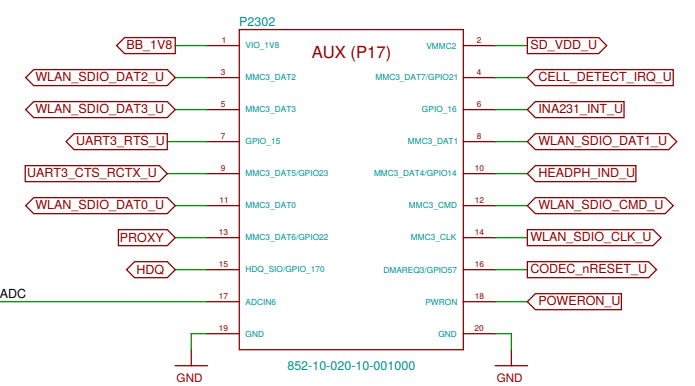 P2302
AUX (P17)
BB_1V8 1 VIO_1V8 VMMC2 2 SD_VDD_U
WLAN_SDIO_DAT2_U 3 MMC3_DAT2 MMC3_DAT7/GPIO21 4 CELL_DETECT_IRQ_U
WLAN_SDIO_DAT3_U 5 MMC3_DAT3 GPIO_16 6 INA231_INT_U
UART3_RTS_U 7 GPIO_15 MMC3_DAT1 8 WLAN_SDIO_DAT1_U
UART3_CTS_RCTX_U 9 MMC3_DAT5/GPIO23 MMC3_DAT4/GPIO14 10 HEADPH_IND_U
WLAN_SDIO_DAT0_U 11 MMC3_DAT0 MMC3_CMD 12 WLAN_SDIO_CMD_U
PROXY 13 MMC3_DAT6/GPIO22 MMC3_CLK 14 WLAN_SDIO_CLK_U
HDQ 15 HDQ_SIO/GPIO_170 DMAREQ3/GPIO57 16 CODEC_nRESET_U
ADC 17 ADCIN6 PWRON 18 POWERON_U
19 GND GND 20
852-10-020-10-001000
GND GND